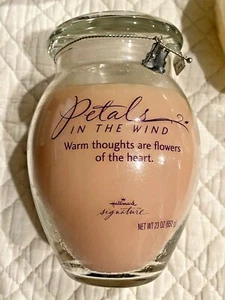 Petals
IN THE WIND
Warm thoughts are flowers
of the heart.
Hallmark
signature
NET WT 23 OZ (652 g)